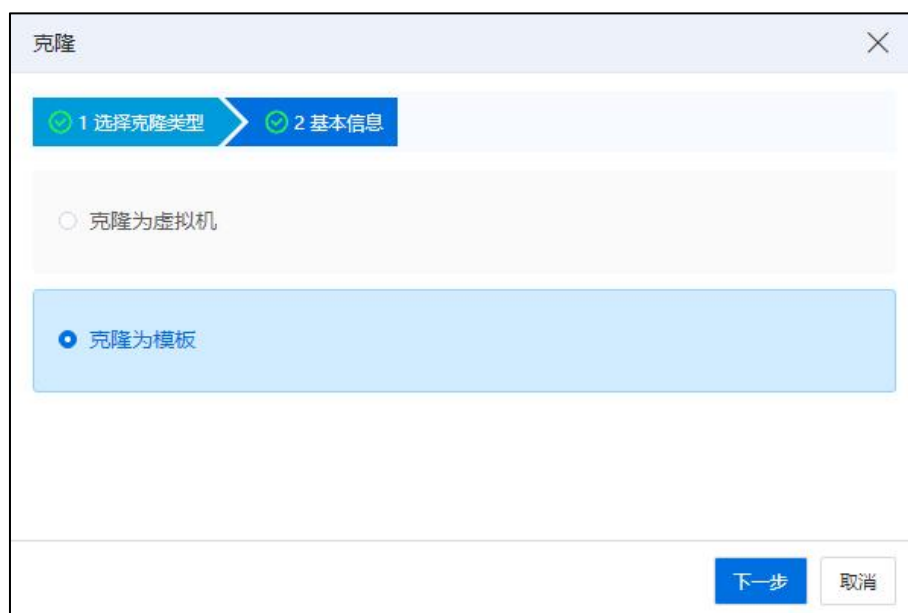 克隆
1 选择克隆类型
2 基本信息
克隆为虚拟机
克隆为模板
下一步
取消